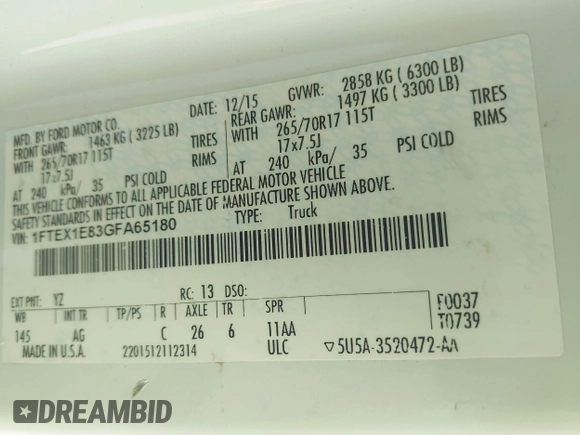 MFD. BY FORD MOTOR CO.
DATE: 12/15
GVWR: 2858 KG ( 6300 LB)
FRONT GAWR: 1463 KG ( 3225 LB)
REAR GAWR: 1497 KG ( 3300 LB)
WITH 265/70R17 115T TIRES
WITH 265/70R17 115T TIRES
17x7.5J RIMS
17x7.5J RIMS
AT 240 kPa/ 35 PSI COLD
AT 240 kPa/ 35 PSI COLD
THIS VEHICLE CONFORMS TO ALL APPLICABLE FEDERAL MOTOR VEHICLE
SAFETY STANDARDS IN EFFECT ON THE DATE OF MANUFACTURE SHOWN ABOVE.
VIN: 1FTEX1E83GFA65180
TYPE: Truck
EXT PNT: YZ RC: 13 DSO:
F0037
WB INT TR TP/PS R AXLE TR SPR
T0739
145 AG C 26 6 11AA
MADE IN U.S.A. 2201512112314 ULC ▽5U5A-3520472-AA
DREAMBID